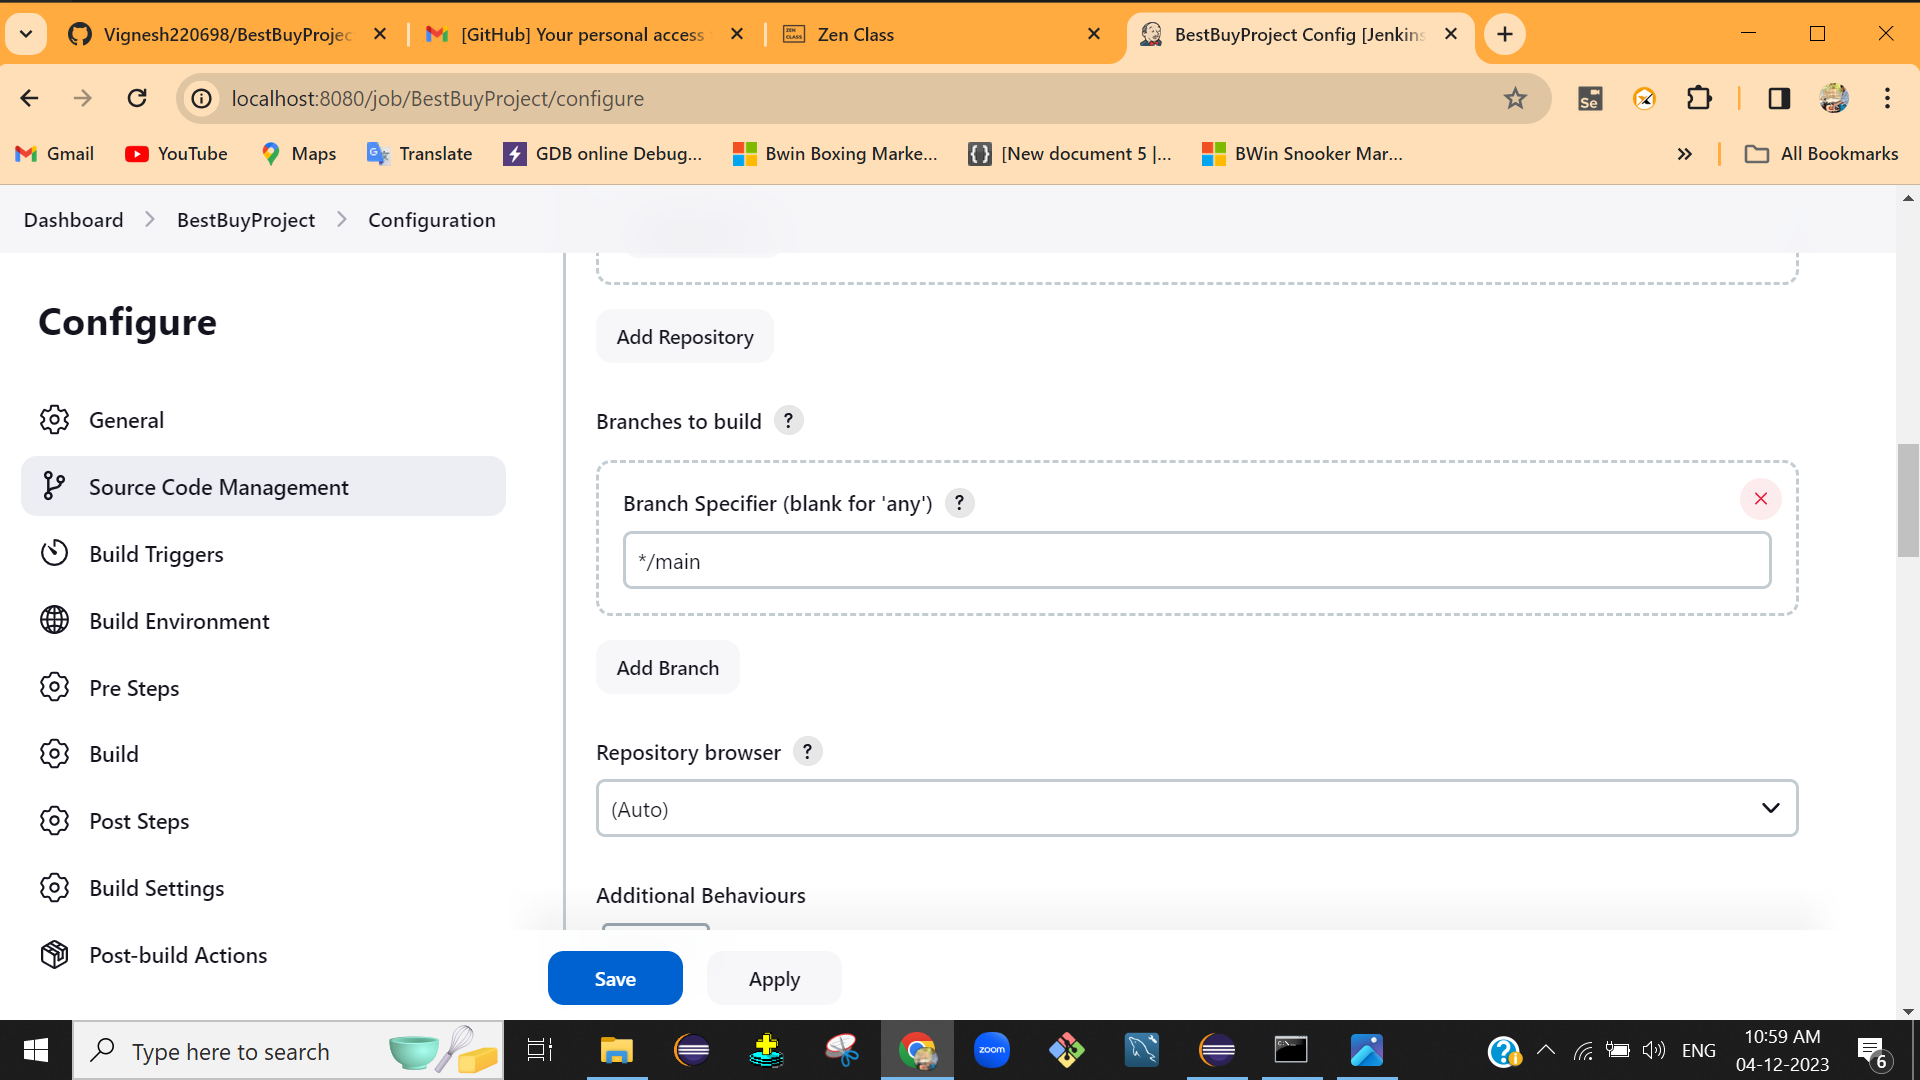 Vignesh220698/BestBuyProjec
[GitHub] Your personal access
Zen Class
BestBuyProject Config [Jenkins
localhost:8080/job/BestBuyProject/configure
Gmail
YouTube
Maps
Translate
GDB online Debug...
Bwin Boxing Marke...
[New document 5 |...
BWin Snooker Mar...
All Bookmarks
Dashboard
BestBuyProject
Configuration
Configure
General
Source Code Management
Build Triggers
Build Environment
Pre Steps
Build
Post Steps
Build Settings
Post-build Actions
Add Repository
Branches to build ?
Branch Specifier (blank for 'any') ?
*/main
Add Branch
Repository browser ?
(Auto)
Additional Behaviours
Save
Apply
Type here to search
zoom
ENG
10:59 AM
04-12-2023
6